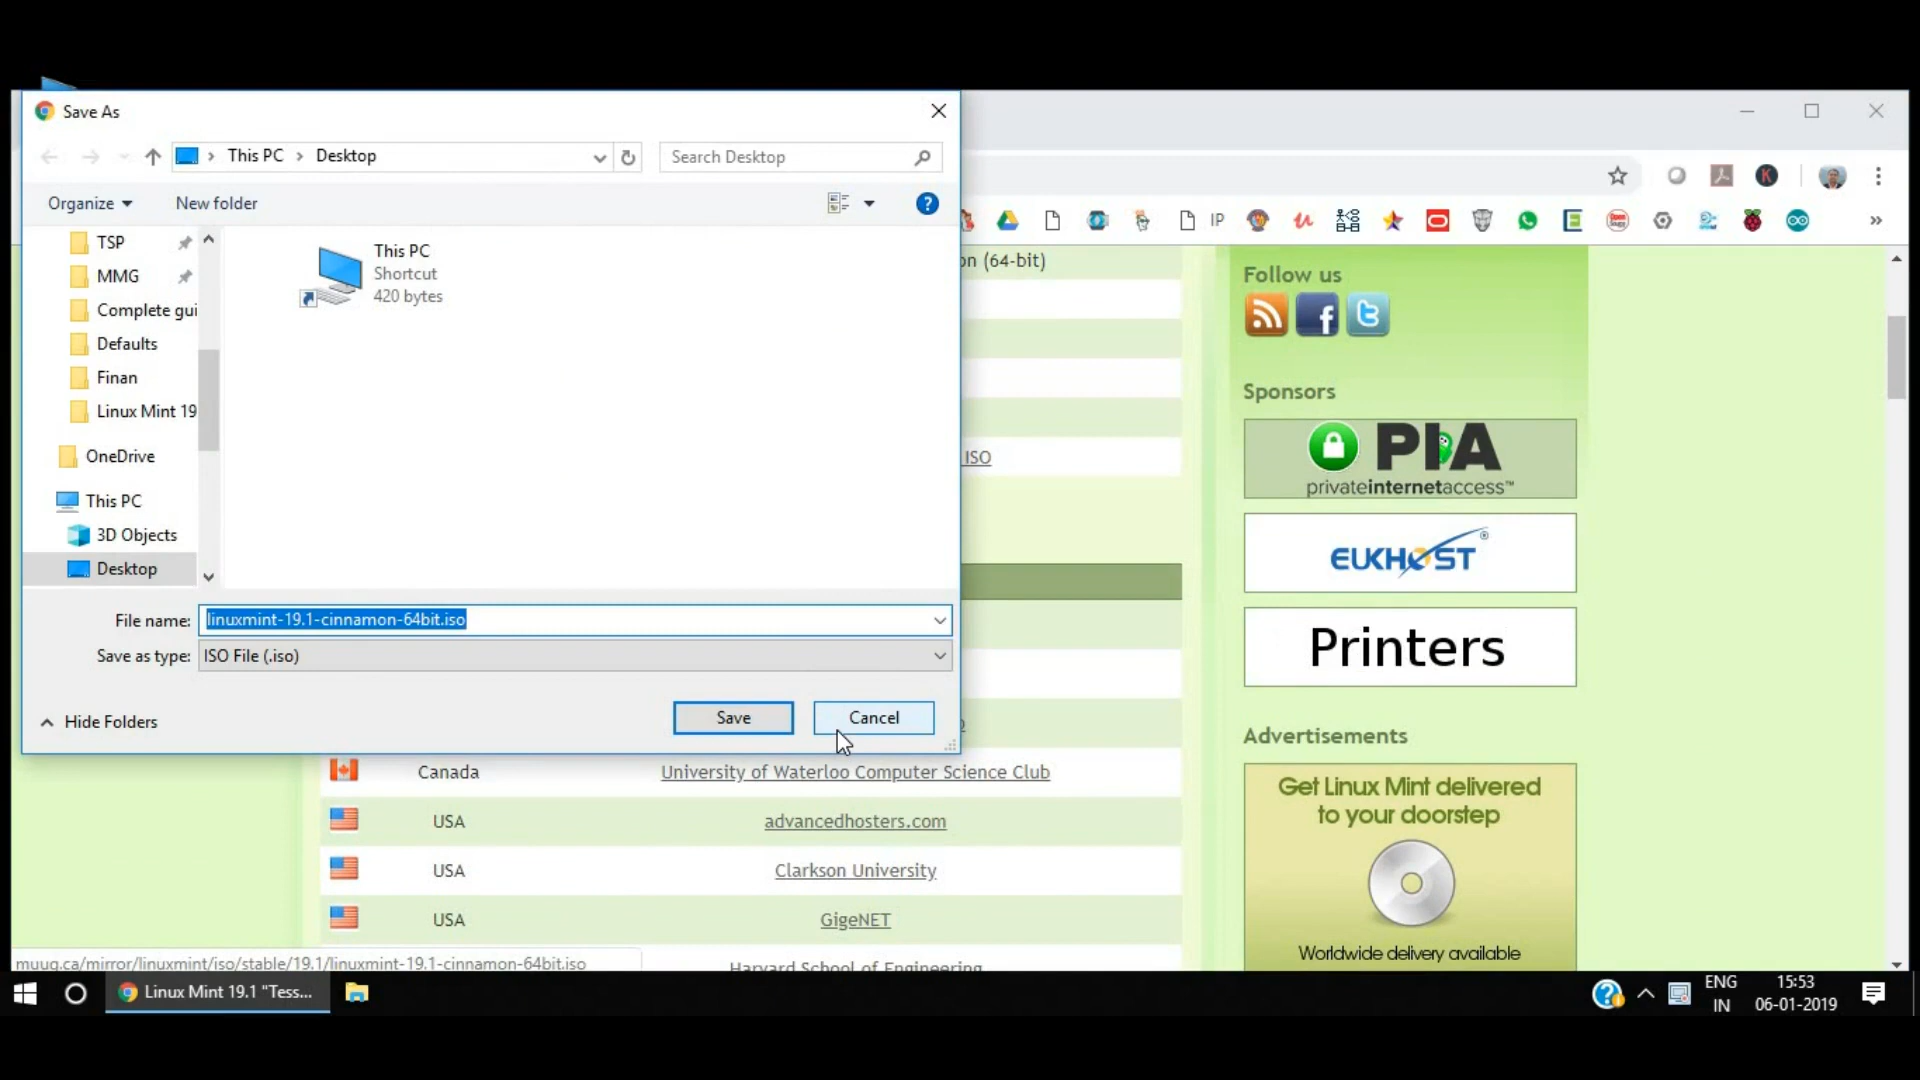 Save As
This PC > Desktop
Search Desktop
Organize
New folder
TSP
MMG
Complete gui
Defaults
Finan
Linux Mint 19
OneDrive
This PC
3D Objects
Desktop
This PC
Shortcut
420 bytes
File name: linuxmint-19.1-cinnamon-64bit.iso
Save as type: ISO File (.iso)
Hide Folders
Save
Cancel
IP
(64-bit)
ISO
Canada University of Waterloo Computer Science Club
USA advancedhosters.com
USA Clarkson University
USA GigeNET
Harvard School of Engineering
Follow us
Sponsors
PIA
privateinternetaccess™
EUKHOST
Printers
Advertisements
Get Linux Mint delivered
to your doorstep
Worldwide delivery available
muug.ca/mirror/linuxmint/iso/stable/19.1/linuxmint-19.1-cinnamon-64bit.iso
Linux Mint 19.1 "Tess...
ENG
IN
15:53
06-01-2019